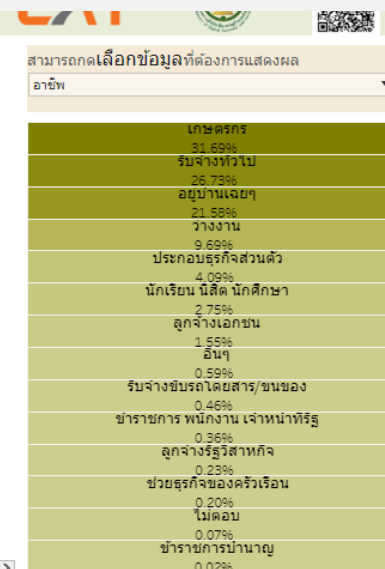 สามารถกดเลือกข้อมูลที่ต้องการแสดงผล
อาชีพ
เกษตรกร
31.69%
รับจ้างทั่วไป
26.73%
อยู่บ้านเฉยๆ
21.58%
ว่างงาน
9.69%
ประกอบธุรกิจส่วนตัว
4.09%
นักเรียน นิสิต นักศึกษา
2.75%
ลูกจ้างเอกชน
1.55%
อื่นๆ
0.59%
รับจ้างขับรถโดยสาร/ขนของ
0.46%
ข้าราชการ พนักงาน เจ้าหน้าที่รัฐ
0.36%
ลูกจ้างรัฐวิสาหกิจ
0.23%
ช่วยธุรกิจของครัวเรือน
0.20%
ไม่ตอบ
0.07%
ข้าราชการบำนาญ
0.02%